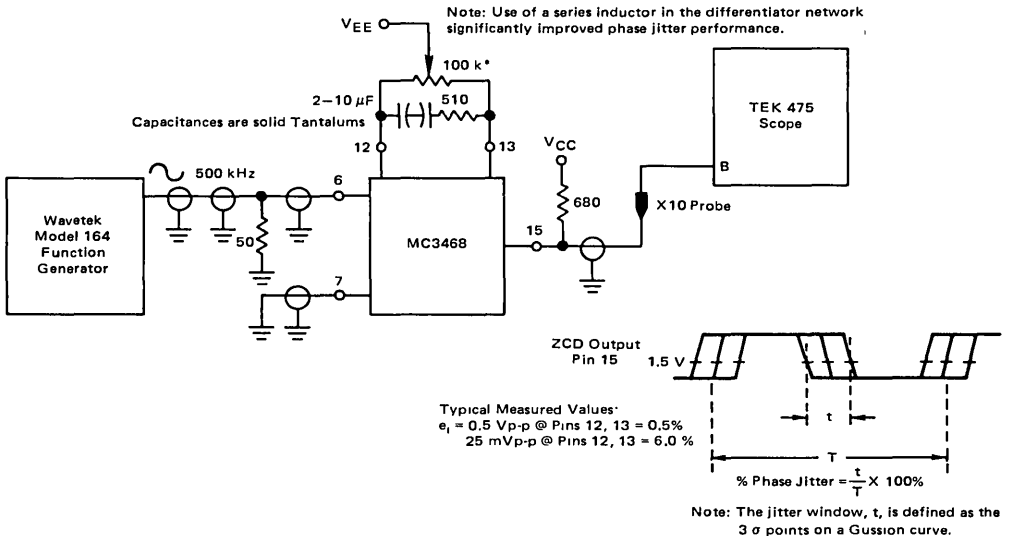 Note: Use of a series inductor in the differentiator network
significantly improved phase jitter performance.
VEE
100 k*
2–10 µF
510
Capacitances are solid Tantalums
12
13
TEK 475
Scope
B
VCC
500 kHz
6
680
X10 Probe
Wavetek
Model 164
Function
Generator
50
MC3468
15
7
ZCD Output
Pin 15
1.5 V
t
Typical Measured Values·
eı = 0.5 Vp-p @ Pins 12, 13 = 0.5%
25 mVp-p @ Pins 12, 13 = 6.0 %
T
% Phase Jitter = t/T X 100%
Note: The jitter window, t, is defined as the
3 σ points on a Gussion curve.